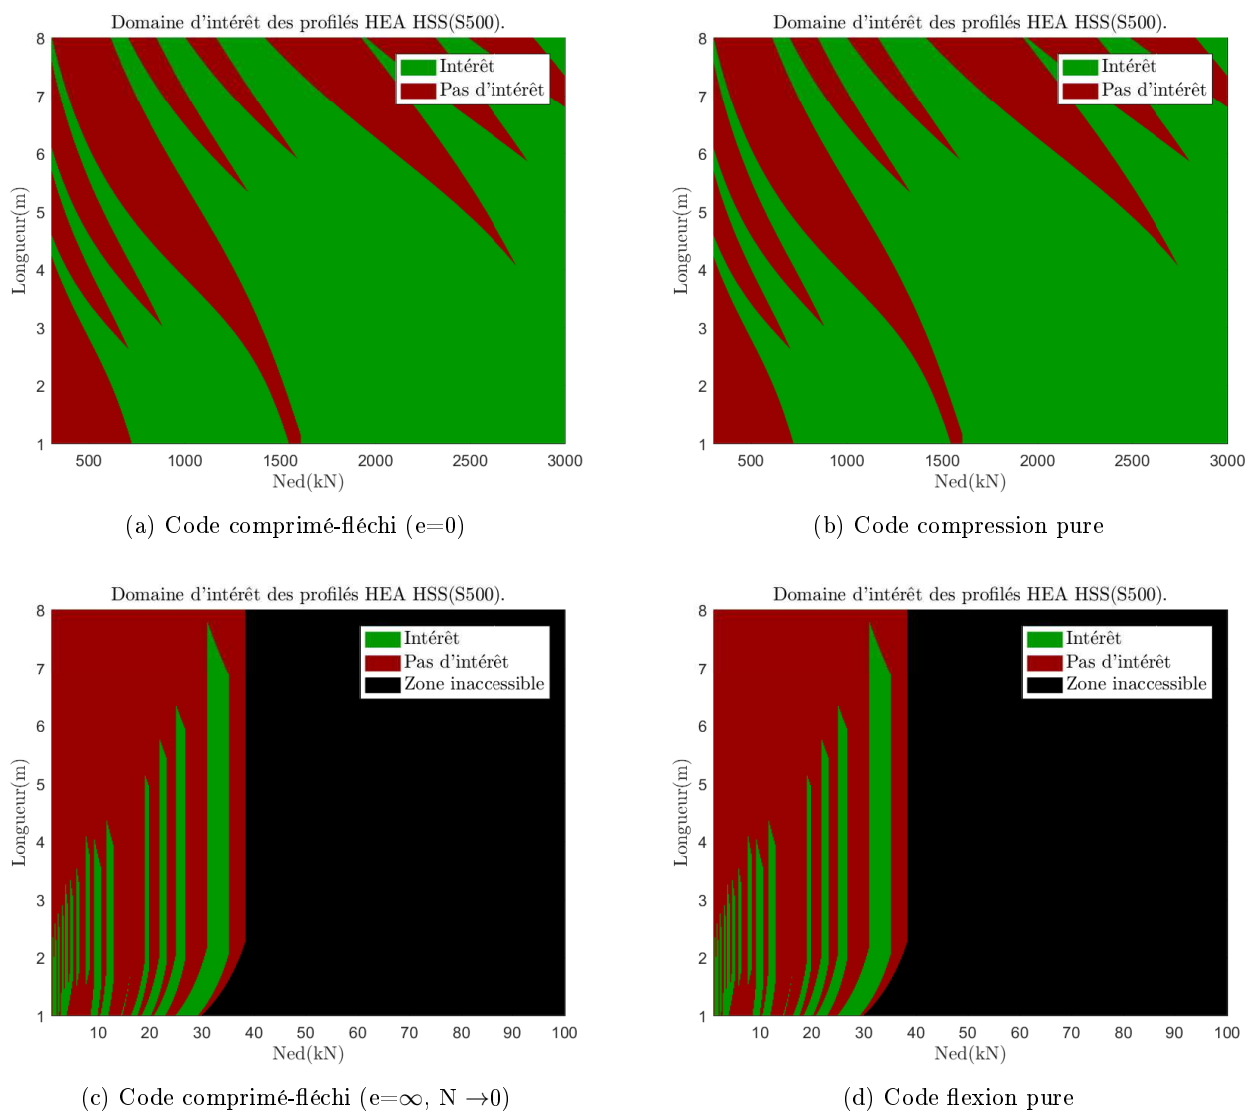 Domaine d'intérêt des profilés HEA HSS(S500).
Intérêt
Pas d'intérêt
8
7
6
5
4
3
2
1
Longueur(m)
500 1000 1500 2000 2500 3000
Ned(kN)
(a) Code comprimé-fléchi (e=0)
Domaine d'intérêt des profilés HEA HSS(S500).
Intérêt
Pas d'intérêt
8
7
6
5
4
3
2
1
Longueur(m)
500 1000 1500 2000 2500 3000
Ned(kN)
(b) Code compression pure
Domaine d'intérêt des profilés HEA HSS(S500).
Intérêt
Pas d'intérêt
Zone inaccessible
8
7
6
5
4
3
2
1
Longueur(m)
10 20 30 40 50 60 70 80 90 100
Ned(kN)
(c) Code comprimé-fléchi (e=∞, N →0)
Domaine d'intérêt des profilés HEA HSS(S500).
Intérêt
Pas d'intérêt
Zone inaccessible
8
7
6
5
4
3
2
1
Longueur(m)
10 20 30 40 50 60 70 80 90 100
Ned(kN)
(d) Code flexion pure